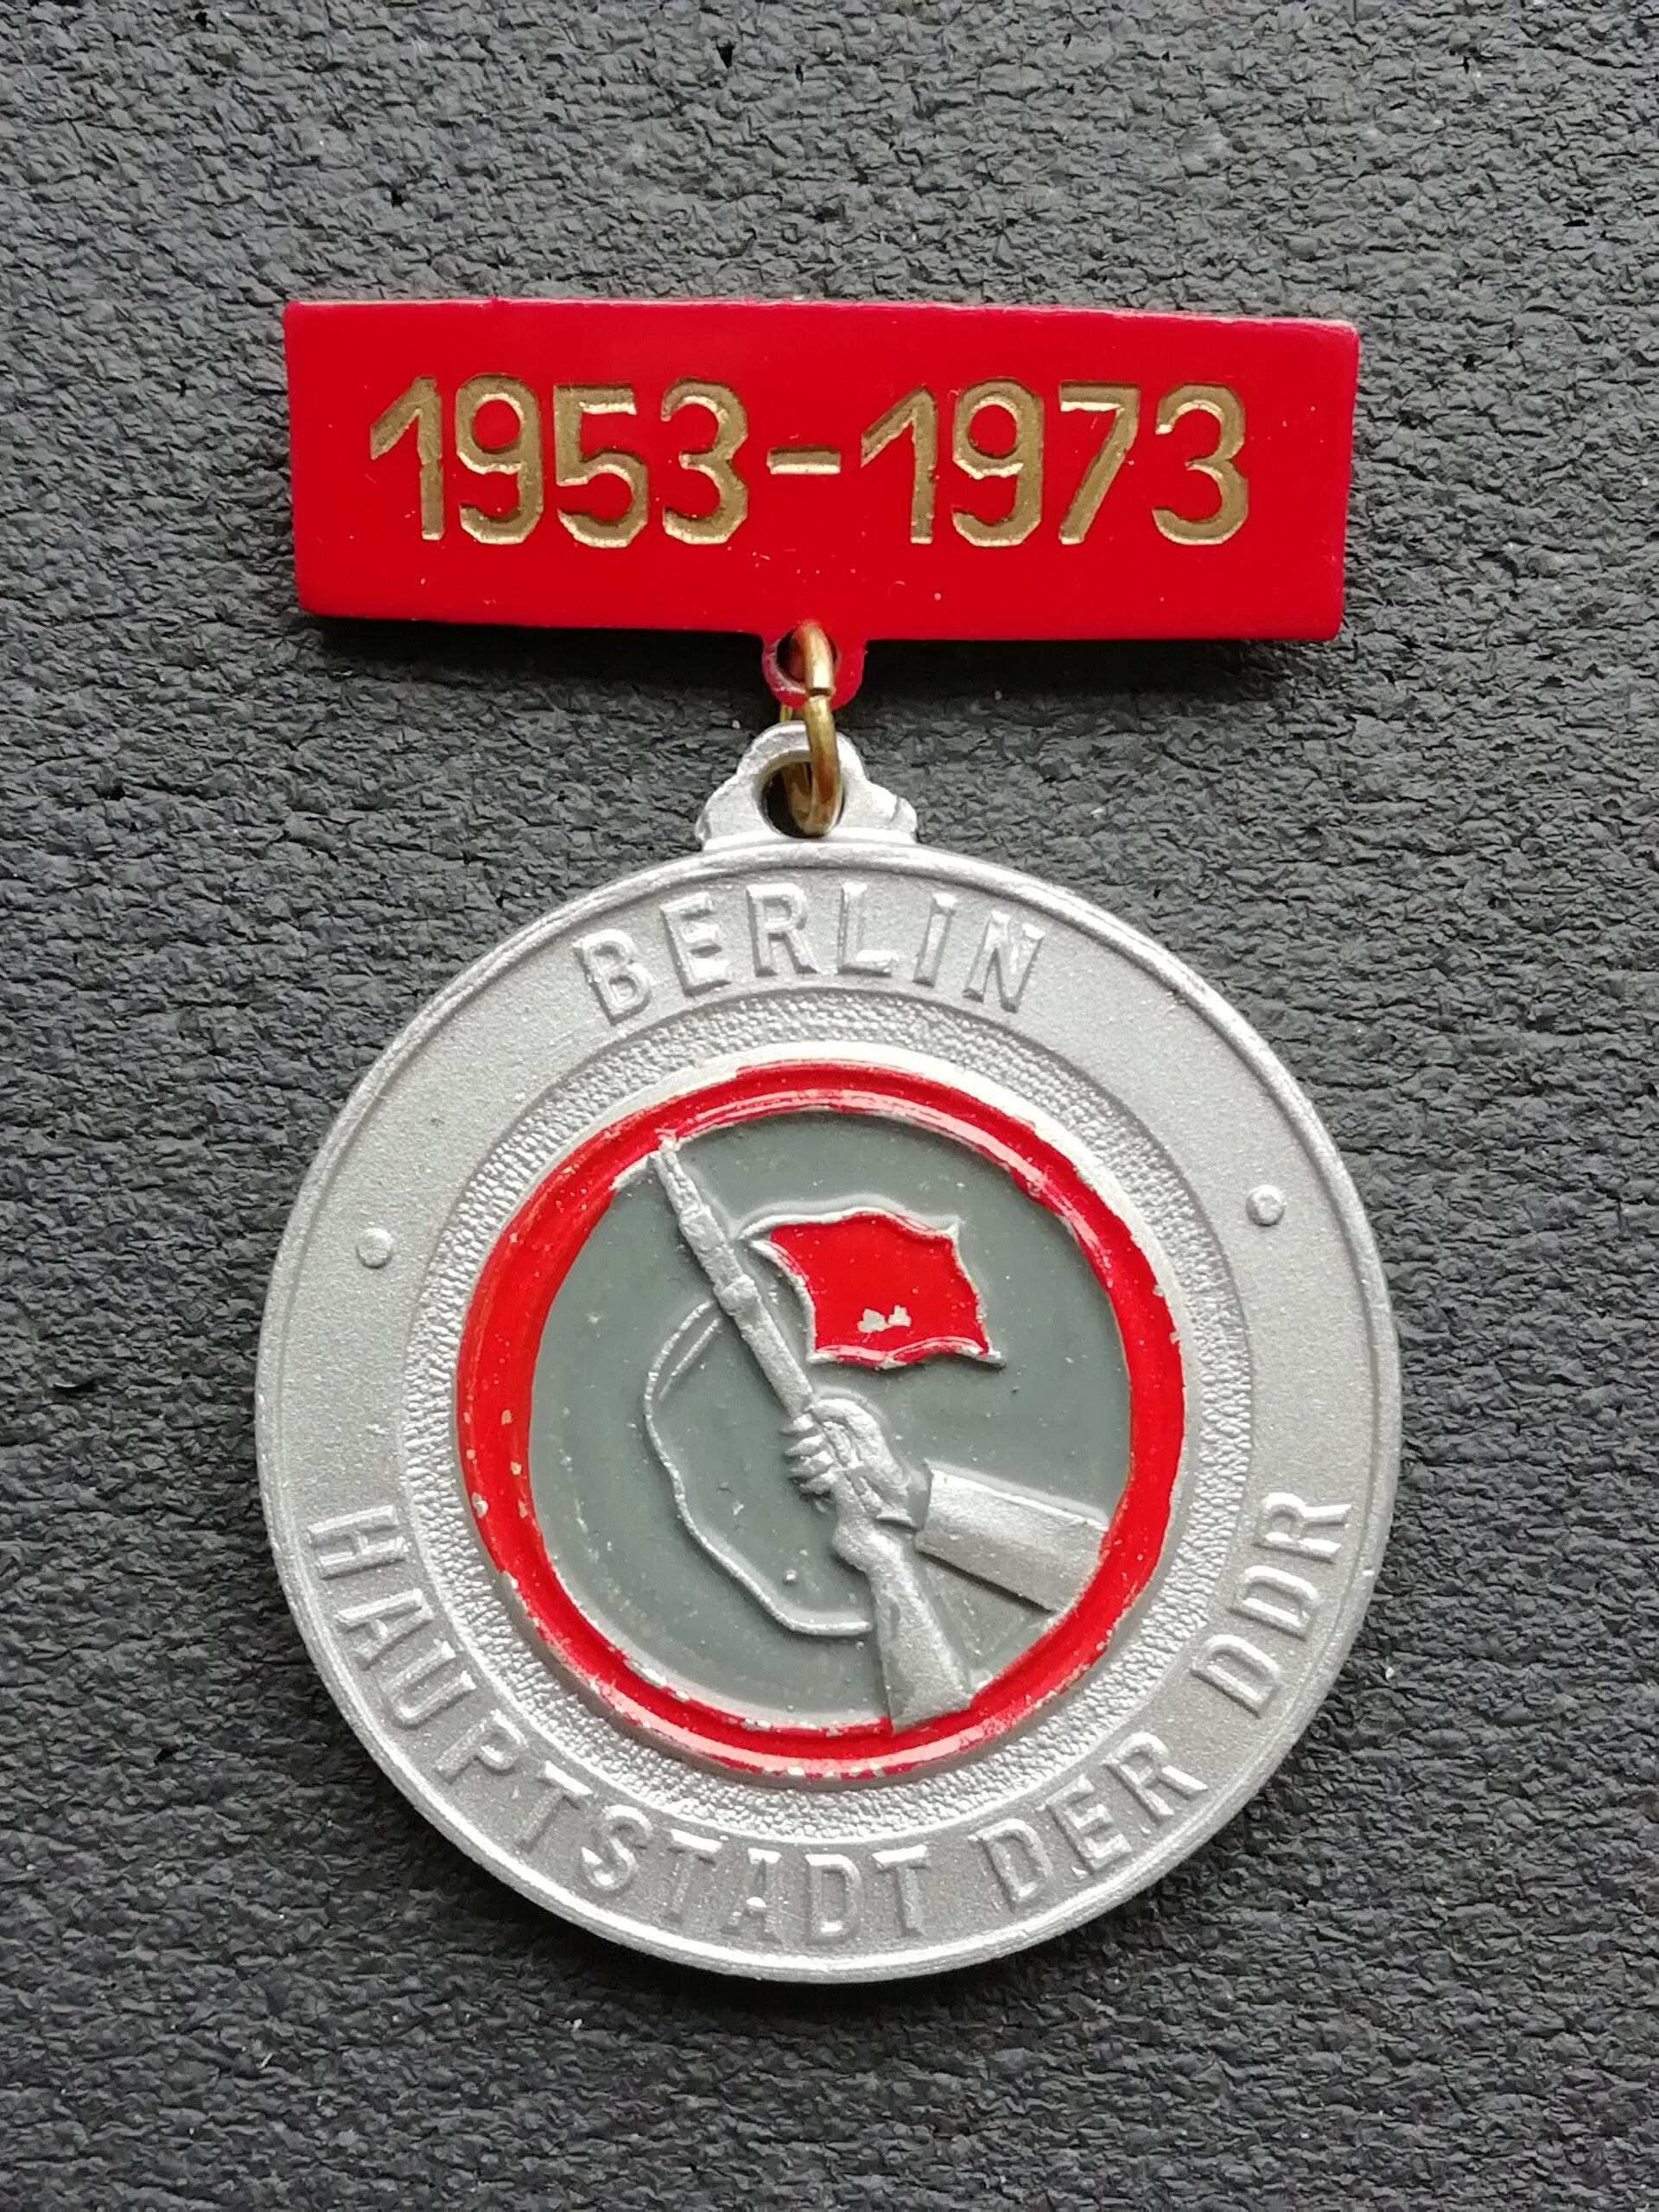 1953-1973
BERLIN
HAUPTSTADT DER DDR